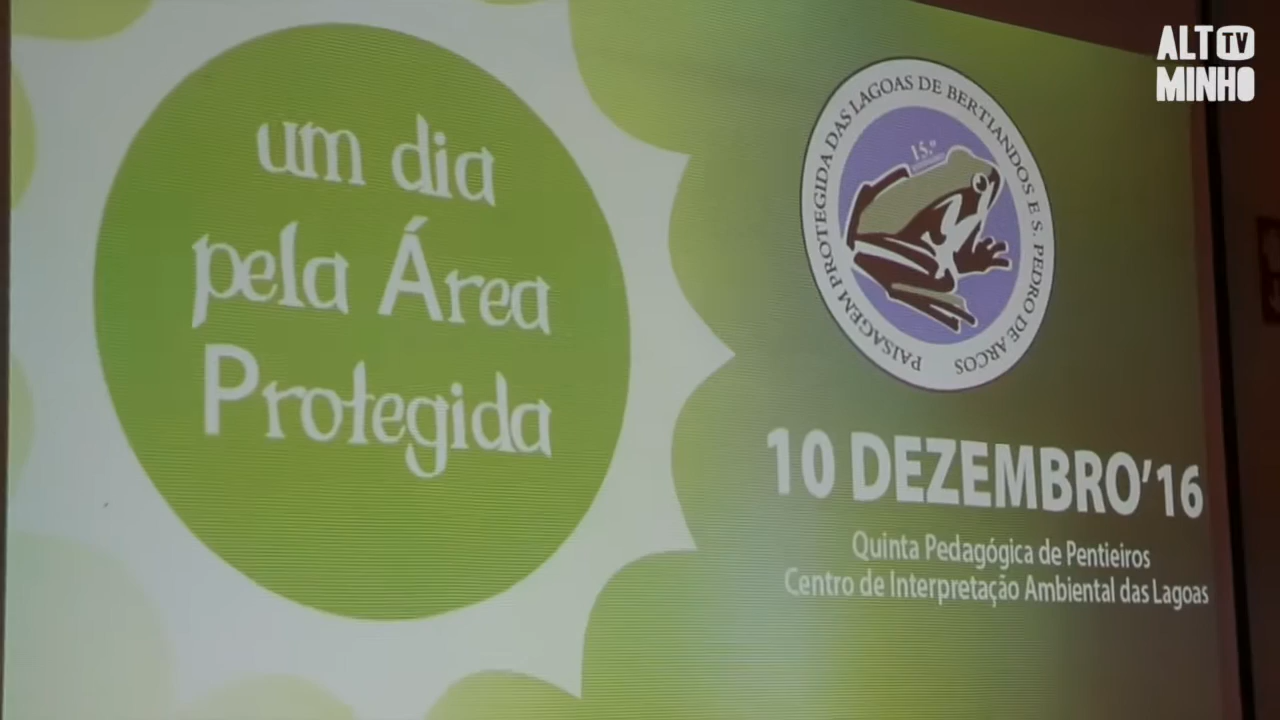 um dia
pela Área
Protegida
PAISAGEM PROTEGIDA DAS LAGOAS DE BERTIANDOS E S. PEDRO DE ARCOS
15.º
10 DEZEMBRO'16
Quinta Pedagógica de Pentieiros
Centro de Interpretação Ambiental das Lagoas
ALTO TV
MINHO